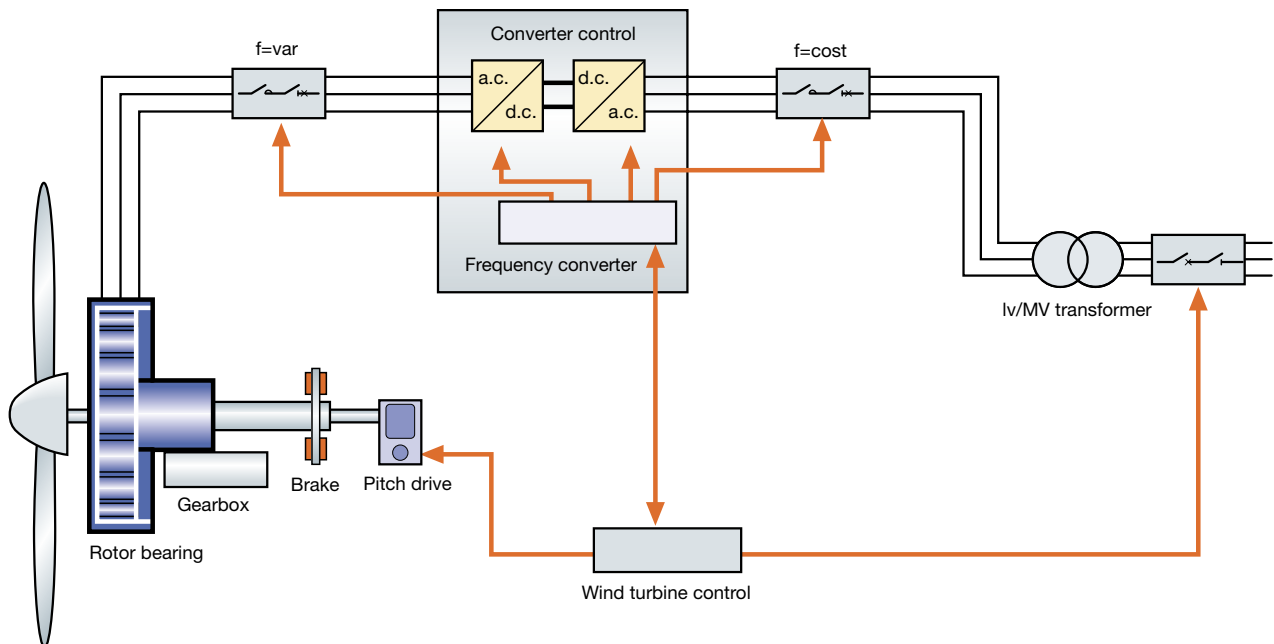 Converter control
f=var
f=cost
a.c.
d.c.
d.c.
a.c.
Frequency converter
lv/MV transformer
Brake
Pitch drive
Gearbox
Rotor bearing
Wind turbine control